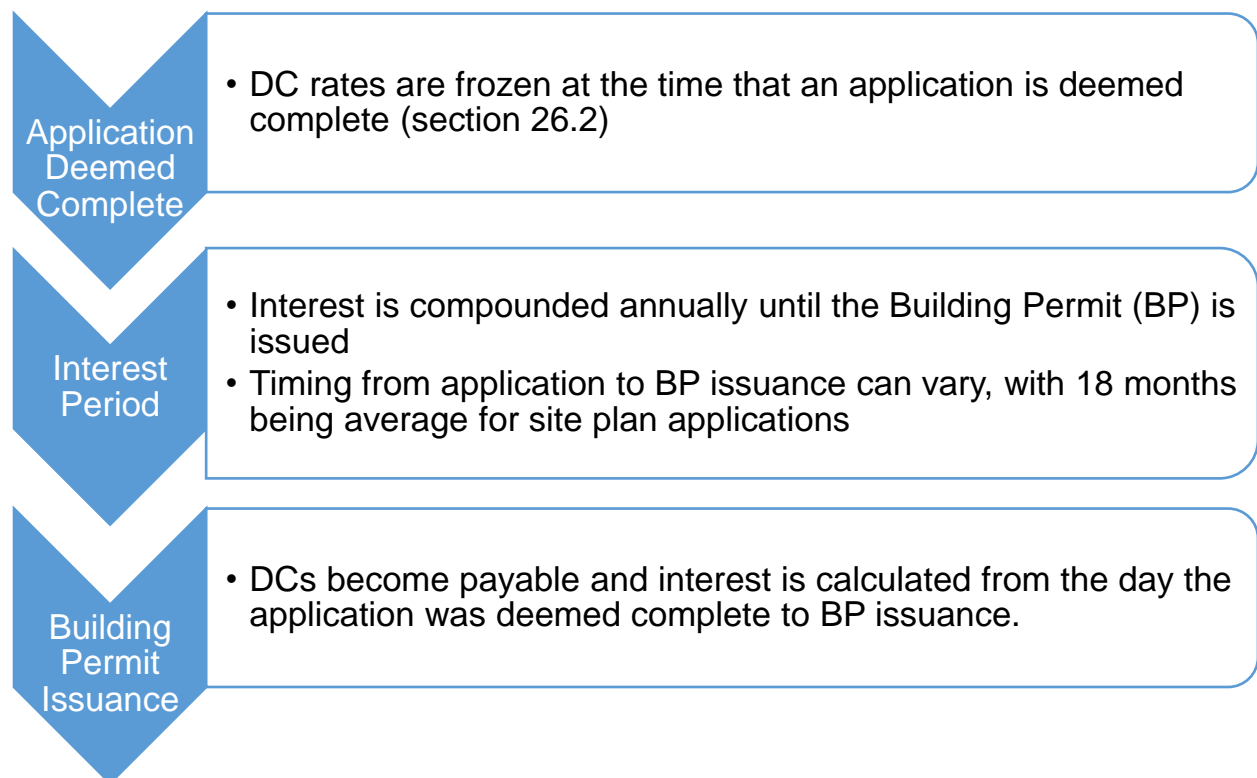 Application
Deemed
Complete
• DC rates are frozen at the time that an application is deemed
complete (section 26.2)
Interest
Period
• Interest is compounded annually until the Building Permit (BP) is
issued
• Timing from application to BP issuance can vary, with 18 months
being average for site plan applications
Building
Permit
Issuance
• DCs become payable and interest is calculated from the day the
application was deemed complete to BP issuance.